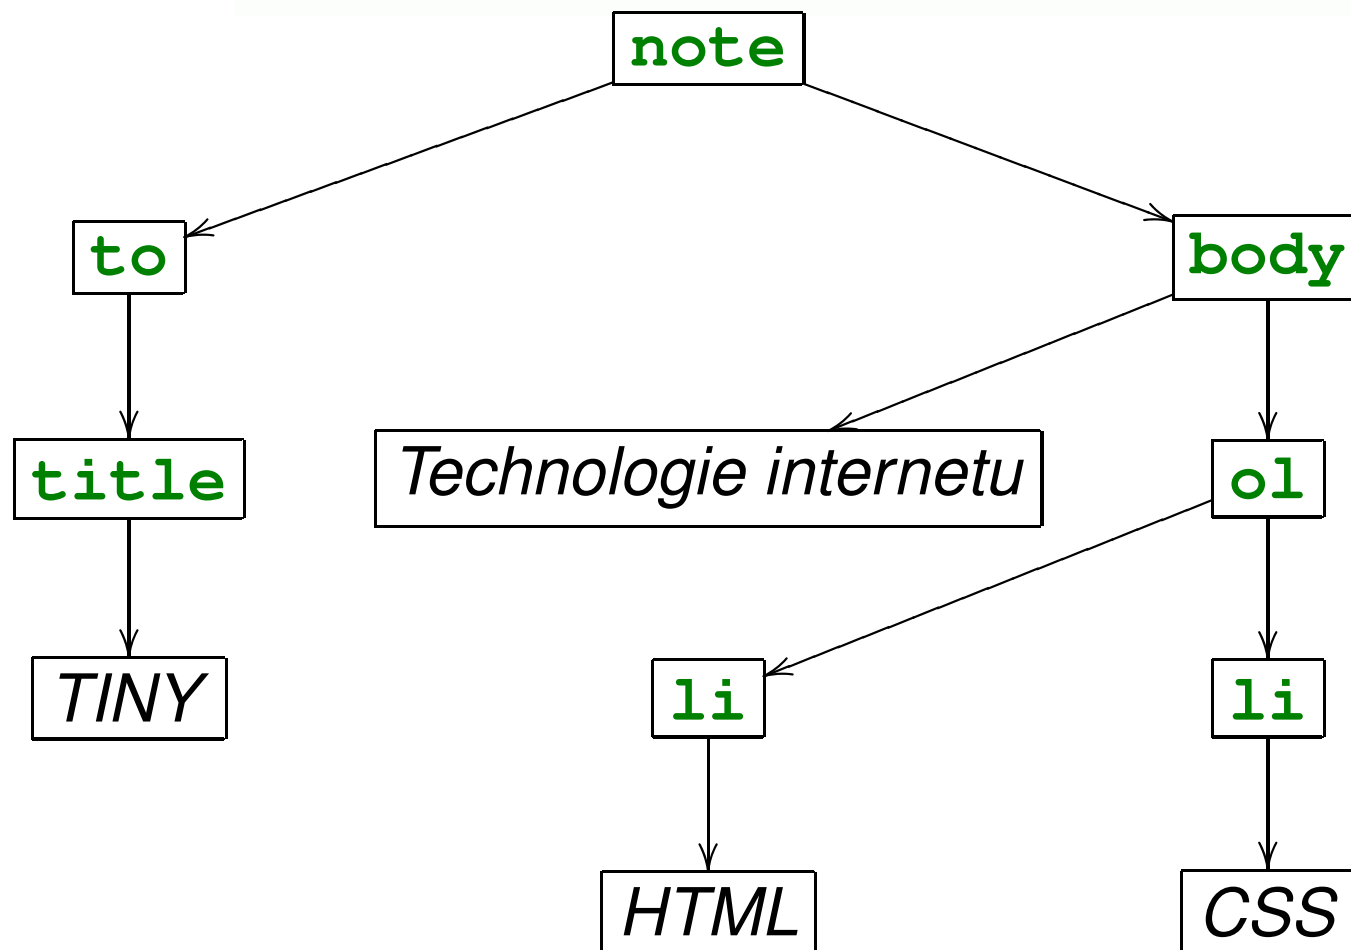 note
to
body
title
Technologie internetu
ol
TINY
li
li
HTML
CSS